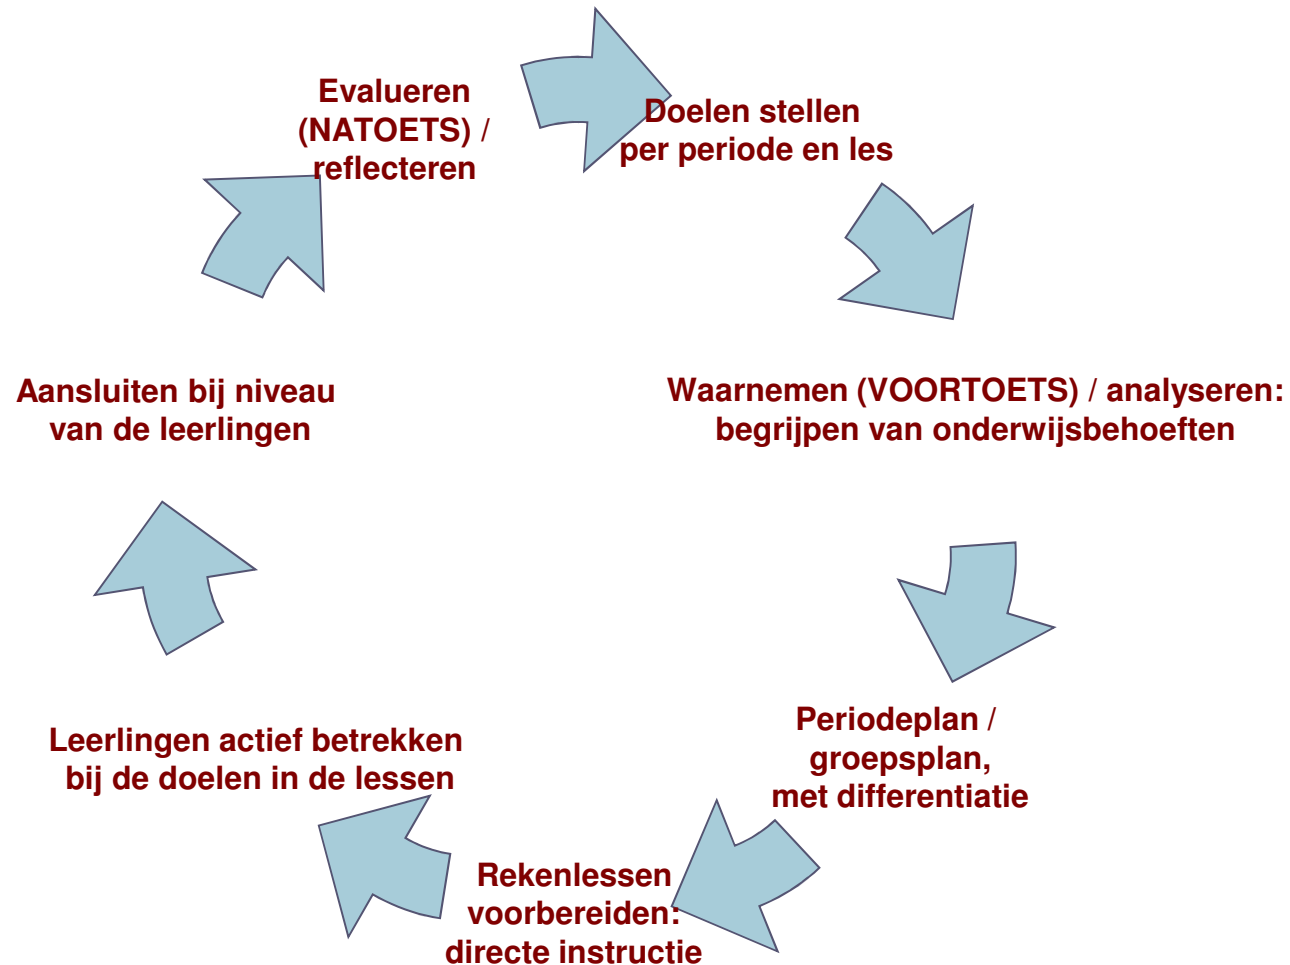 Evalueren
(NATOETS) /
reflecteren
Doelen stellen
per periode en les
Waarnemen (VOORTOETS) / analyseren:
begrijpen van onderwijsbehoeften
Periodeplan /
groepsplan,
met differentiatie
Rekenlessen
voorbereiden:
directe instructie
Leerlingen actief betrekken
bij de doelen in de lessen
Aansluiten bij niveau
van de leerlingen